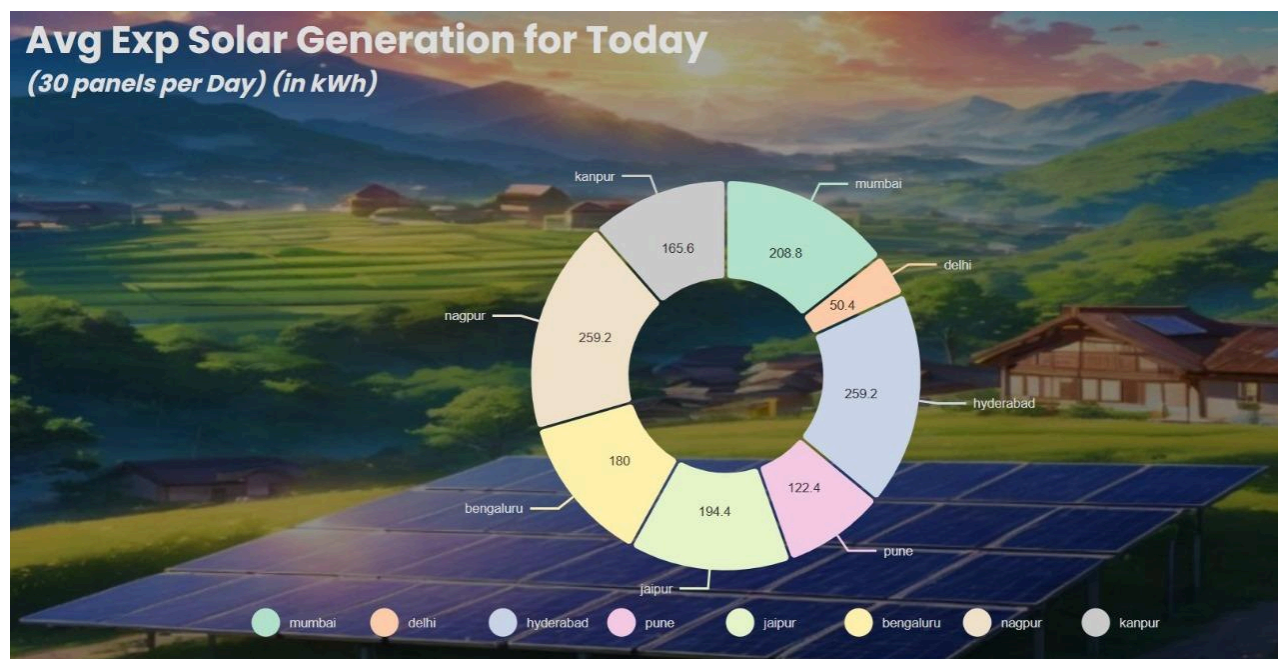 Avg Exp Solar Generation for Today
(30 panels per Day) (in kWh)
kanpur
mumbai
165.6
208.8
delhi
50.4
nagpur
259.2
259.2
hyderabad
180
122.4
bengaluru
194.4
pune
jaipur
mumbai delhi hyderabad pune jaipur bengaluru nagpur kanpur